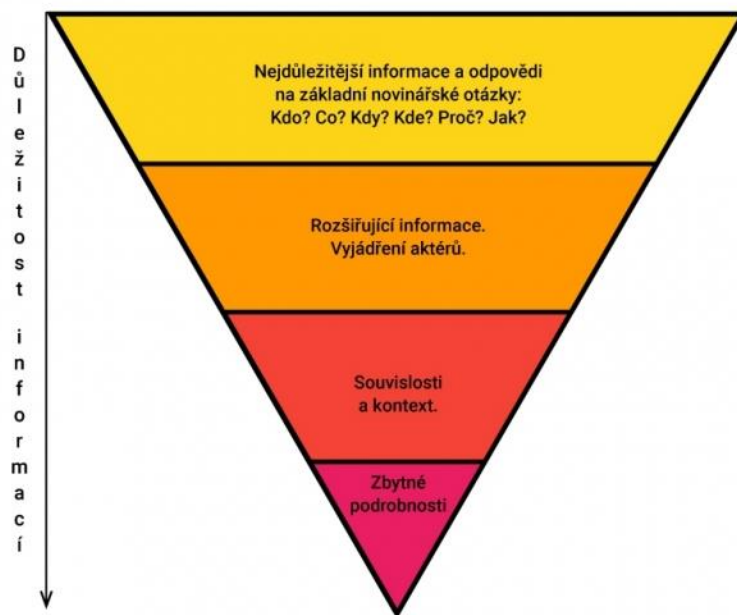 Důležitost informací
Nejdůležitější informace a odpovědi
na základní novinářské otázky:
Kdo? Co? Kdy? Kde? Proč? Jak?
Rozšiřující informace.
Vyjádření aktérů.
Souvislosti
a kontext.
Zbytné
podrobnosti